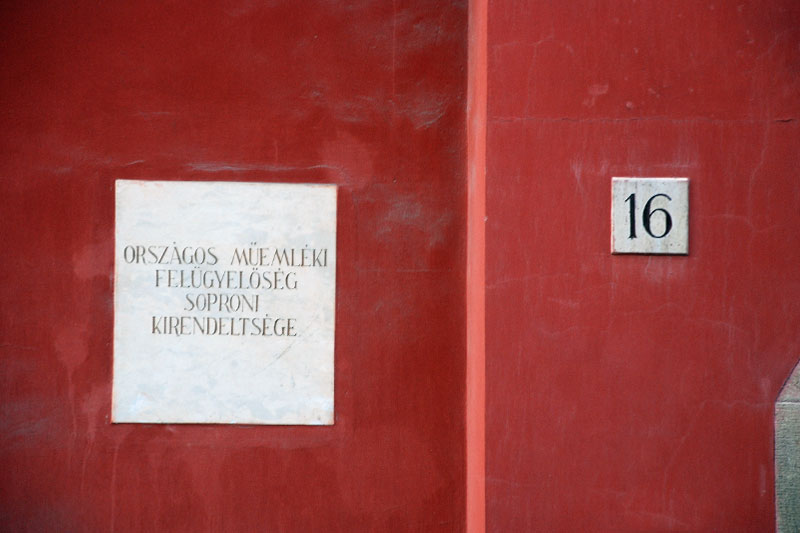 ORSZÁGOS MŰEMLÉKI
FELÜGYELŐSÉG
SOPRONI
KIRENDELTSÉGE
16